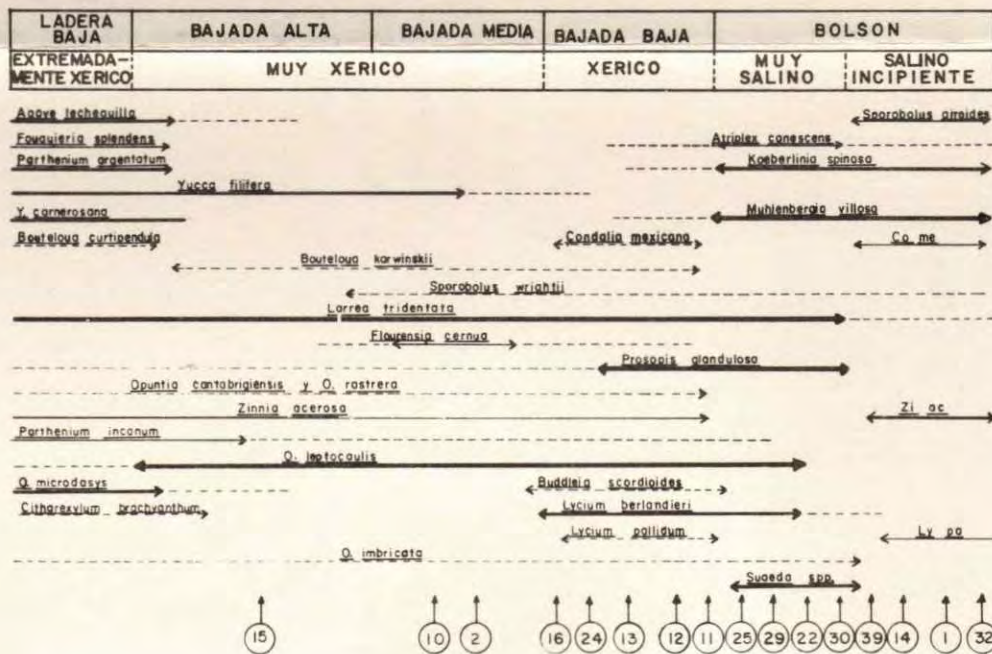 LADERA BAJA
BAJADA ALTA
BAJADA MEDIA
BAJADA BAJA
BOLSON
EXTREMADA-
MENTE XERICO
MUY XERICO
XERICO
MUY SALINO
SALINO INCIPIENTE
Agave lecheguilla
Sporobolus airoides
Fouquieria splendens
Atriplex canescens
Parthenium argentatum
Koeberlinia spinosa
Yucca filifera
Y. carnerosana
Muhlenbergia villosa
Bouteloua curtipendula
Condalia mexicana
Co me
Bouteloua karwinskii
Sporobolus wrightii
Larrea tridentata
Flourensia cernua
Prosopis glandulosa
Opuntia cantabrigiensis y O. rastrera
Zinnia acerosa
Zi ac
Parthenium incanum
O. leptocaulis
O. microdasys
Buddleia scordioides
Citharexylum brachyanthum
Lycium berlandieri
Lycium pallidum
Ly pa
O. imbricata
Suaeda spp.
15 10 2 16 24 13 12 11 25 29 22 30 39 14 1 32